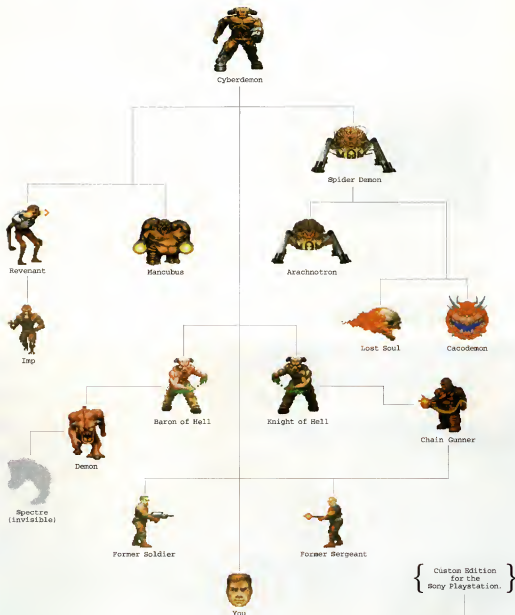 Cyberdemon
Spider Demon
Revenant
Mancubus
Arachnotron
Imp
Lost Soul
Cacodemon
Baron of Hell
Knight of Hell
Chain Gunner
Demon
Spectre
(invisible)
Former Soldier
Former Sergeant
You
{ Custom Edition
for the
Sony Playstation. }